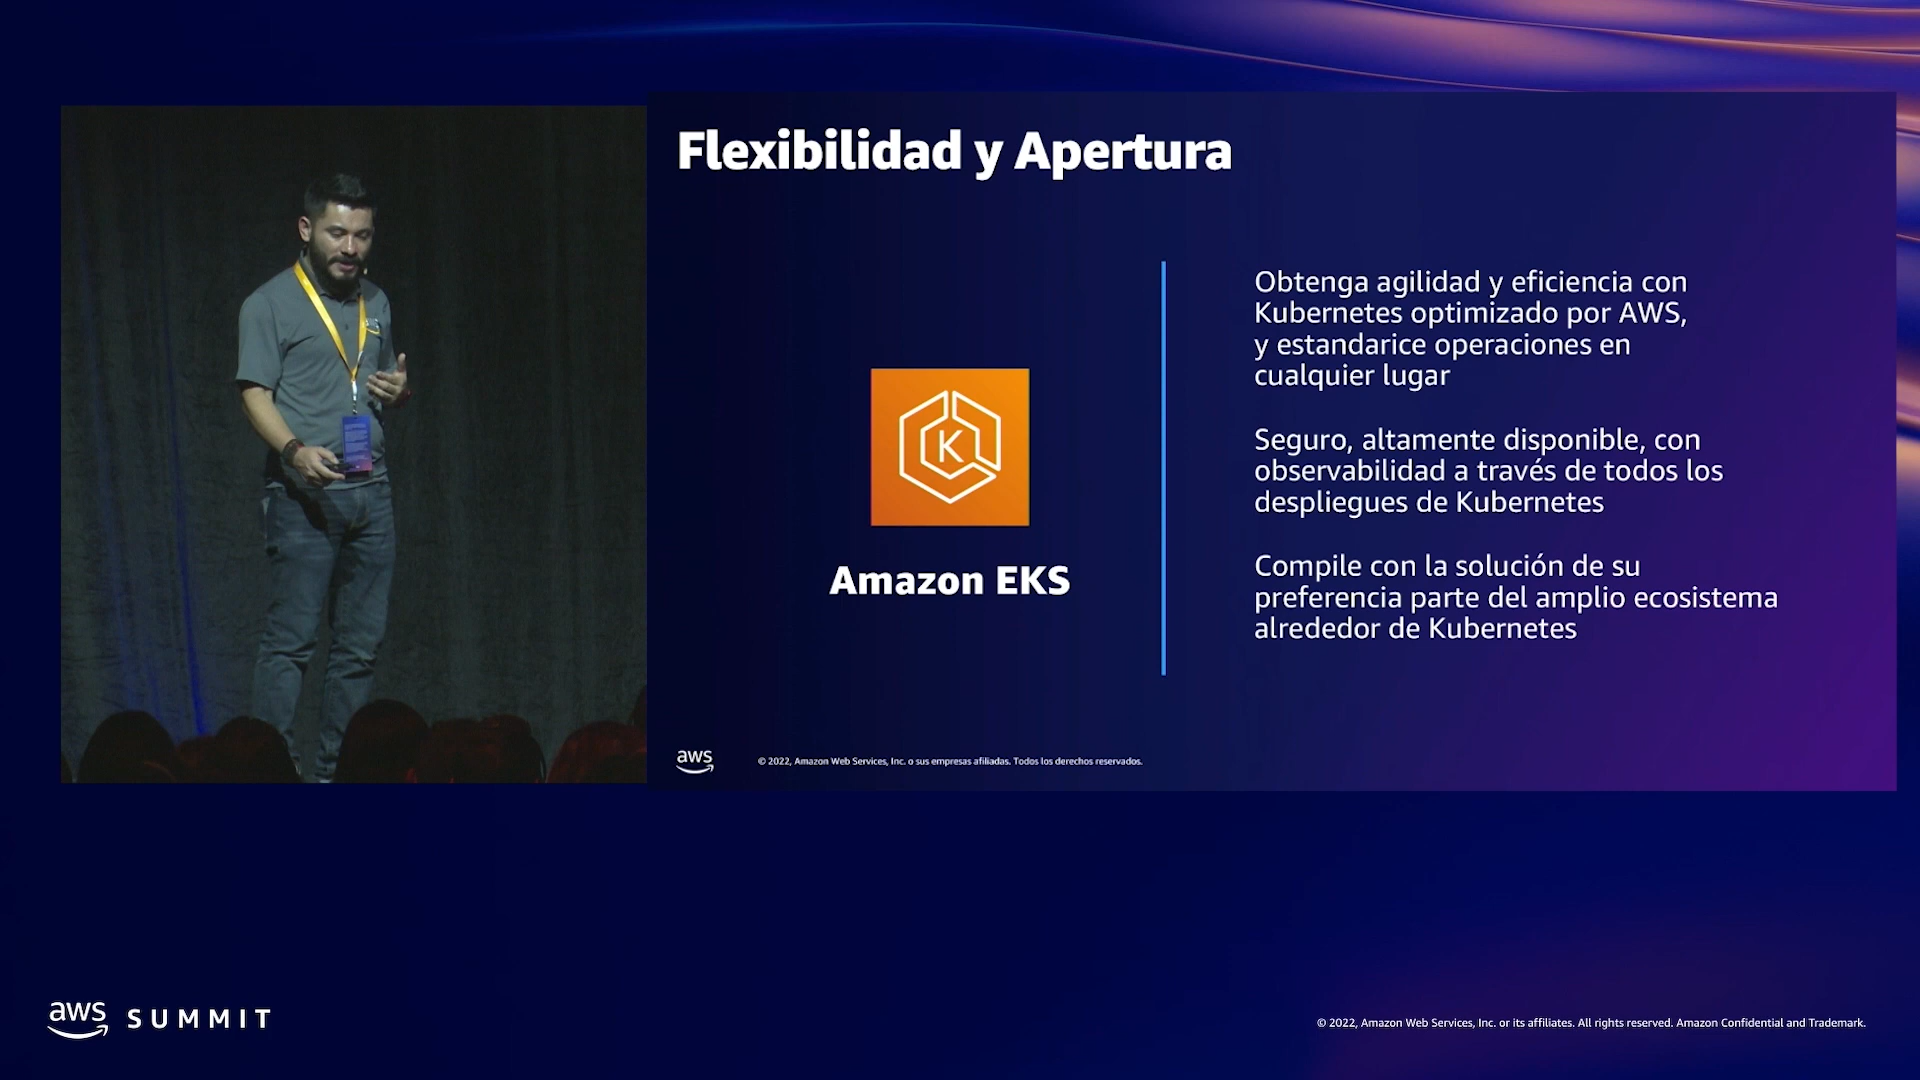 Flexibilidad y Apertura
K
Amazon EKS
Obtenga agilidad y eficiencia con
Kubernetes optimizado por AWS,
y estandarice operaciones en
cualquier lugar
Seguro, altamente disponible, con
observabilidad a través de todos los
despliegues de Kubernetes
Compile con la solución de su
preferencia parte del amplio ecosistema
alrededor de Kubernetes
aws
© 2022, Amazon Web Services, Inc. o sus empresas afiliadas. Todos los derechos reservados.
aws SUMMIT
© 2022, Amazon Web Services, Inc. or its affiliates. All rights reserved. Amazon Confidential and Trademark.